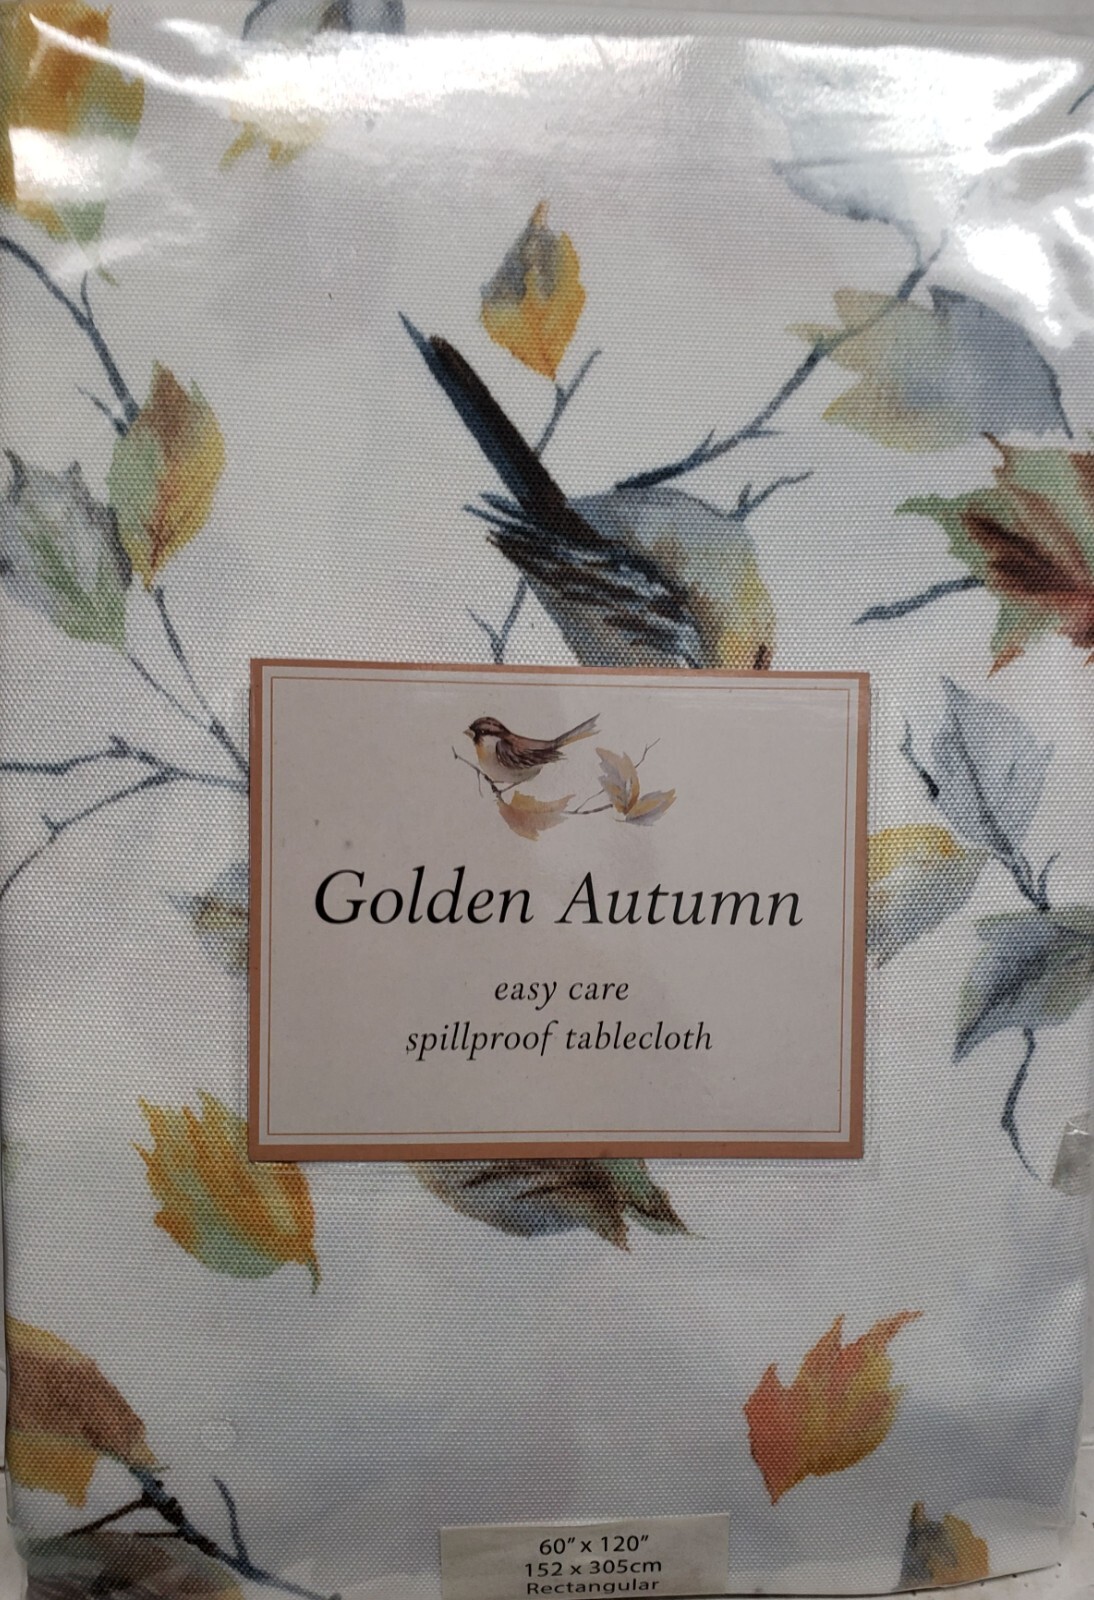 Golden Autumn
easy care
spillproof tablecloth
60" x 120"
152 x 305cm
Rectangular